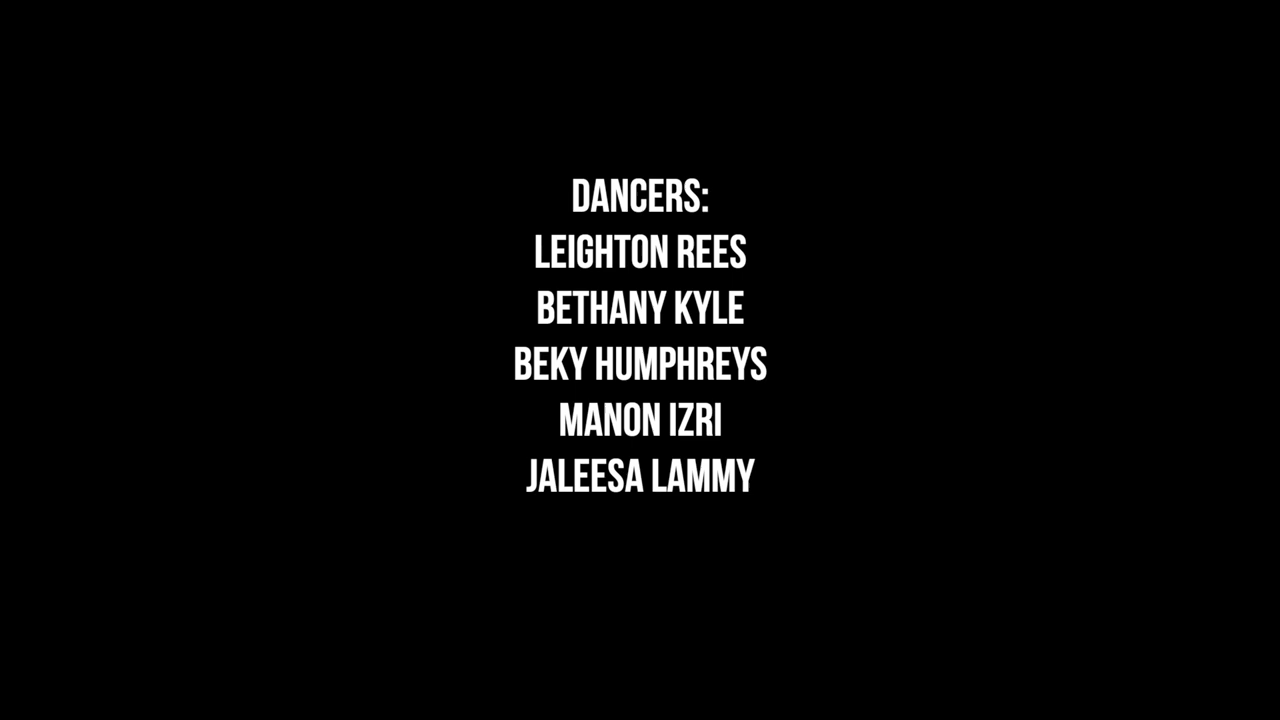 DANCERS:
LEIGHTON REES
BETHANY KYLE
BEKY HUMPHREYS
MANON IZRI
JALEESA LAMMY